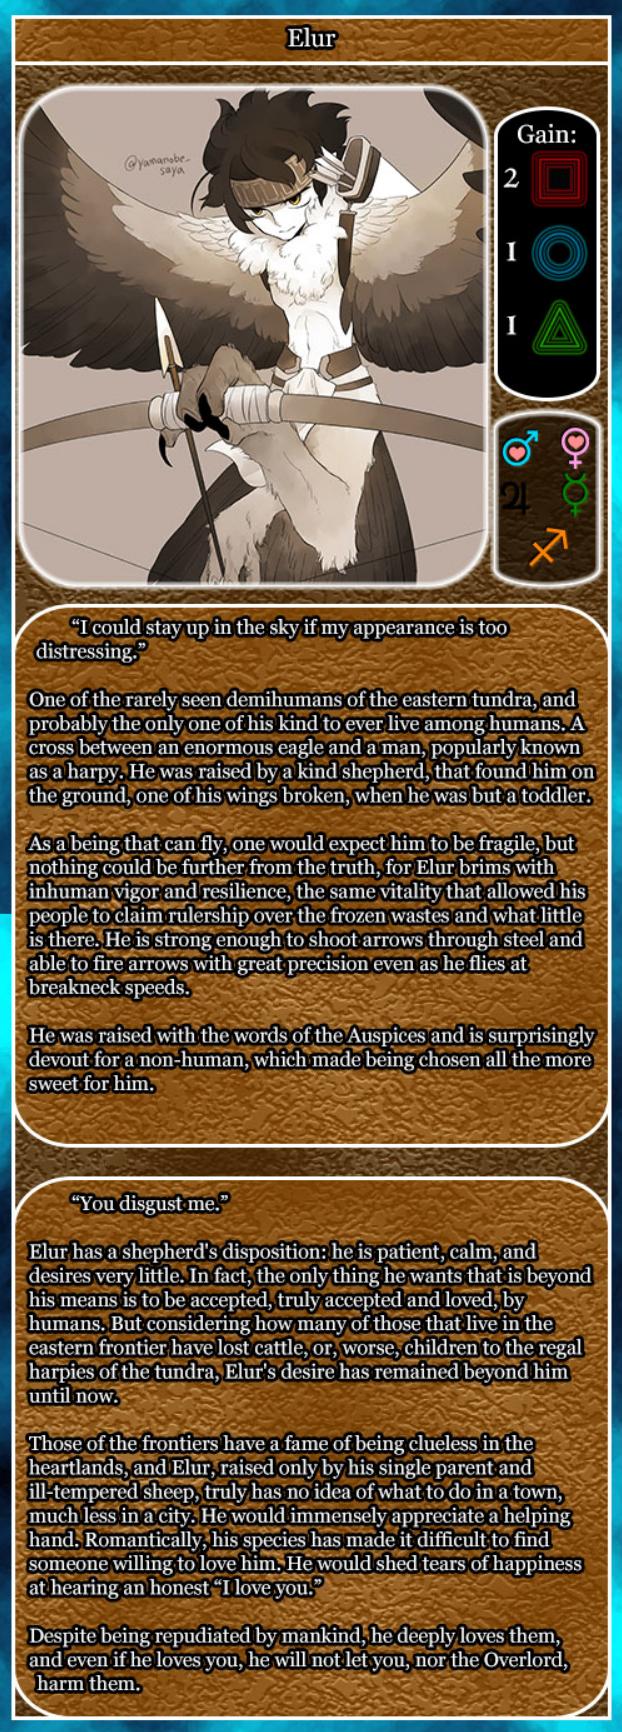 Elur
@yamanobe_
saya
Gain:
2
1
1
“I could stay up in the sky if my appearance is too
distressing.”
One of the rarely seen demihumans of the eastern tundra, and
probably the only one of his kind to ever live among humans. A
cross between an enormous eagle and a man, popularly known
as a harpy. He was raised by a kind shepherd, that found him on
the ground, one of his wings broken, when he was but a toddler.
As a being that can fly, one would expect him to be fragile, but
nothing could be further from the truth, for Elur brims with
inhuman vigor and resilience, the same vitality that allowed his
people to claim rulership over the frozen wastes and what little
is there. He is strong enough to shoot arrows through steel and
able to fire arrows with great precision even as he flies at
breakneck speeds.
He was raised with the words of the Auspices and is surprisingly
devout for a non-human, which made being chosen all the more
sweet for him.
“You disgust me.”
Elur has a shepherd's disposition: he is patient, calm, and
desires very little. In fact, the only thing he wants that is beyond
his means is to be accepted, truly accepted and loved, by
humans. But considering how many of those that live in the
eastern frontier have lost cattle, or, worse, children to the regal
harpies of the tundra, Elur's desire has remained beyond him
until now.
Those of the frontiers have a fame of being clueless in the
heartlands, and Elur, raised only by his single parent and
ill-tempered sheep, truly has no idea of what to do in a town,
much less in a city. He would immensely appreciate a helping
hand. Romantically, his species has made it difficult to find
someone willing to love him. He would shed tears of happiness
at hearing an honest “I love you.”
Despite being repudiated by mankind, he deeply loves them,
and even if he loves you, he will not let you, nor the Overlord,
harm them.